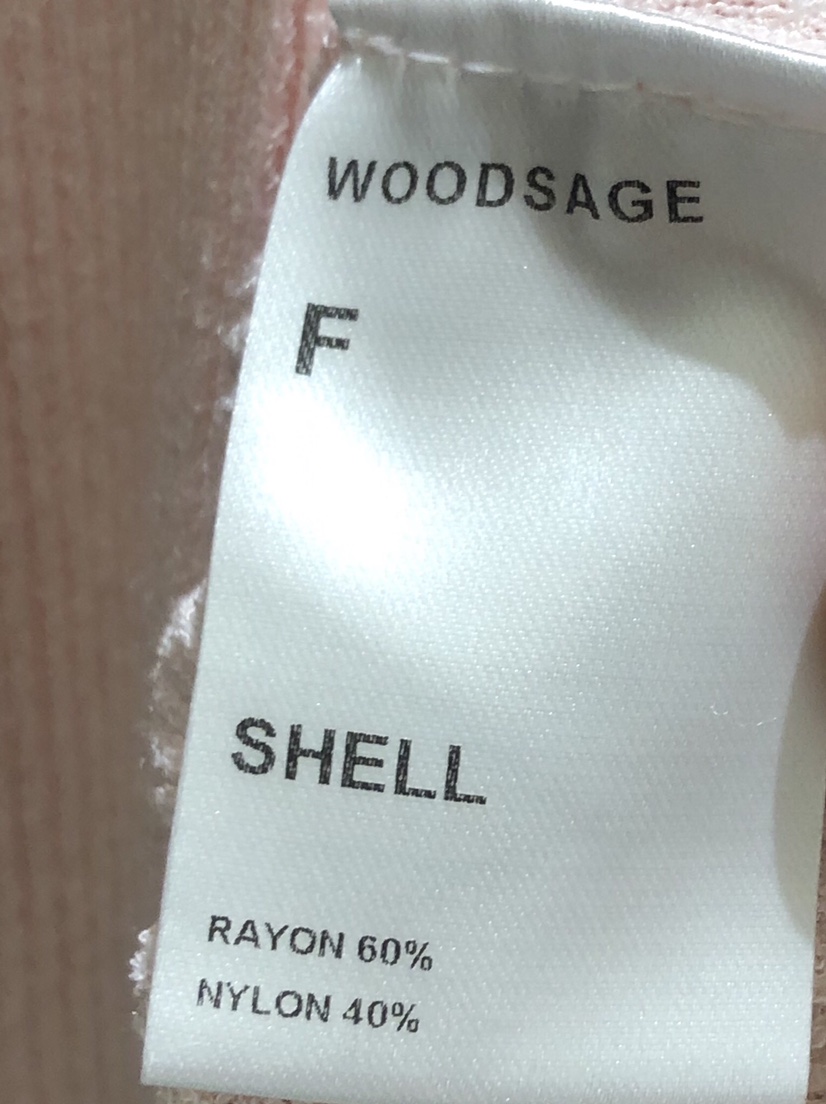 WOODSAGE
F
SHELL
RAYON 60%
NYLON 40%